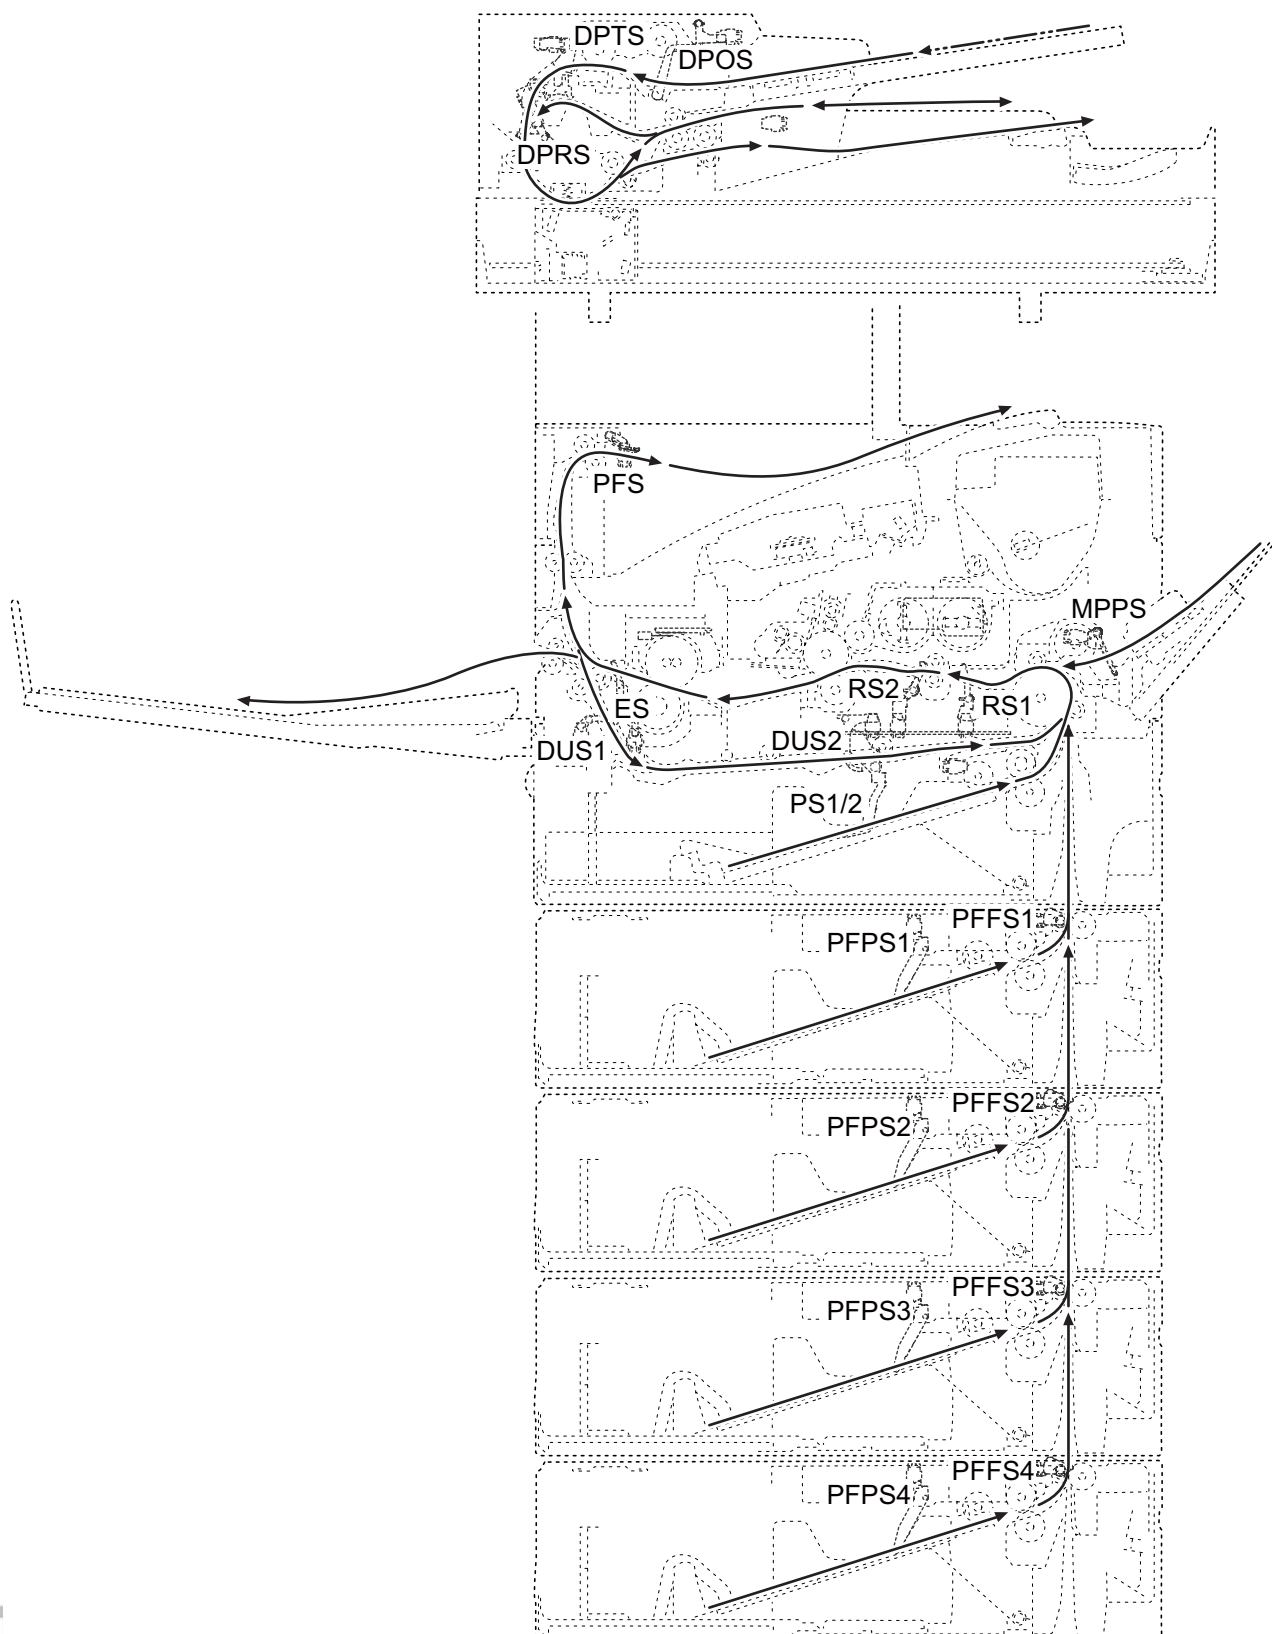 DPTS
DPOS
DPRS
PFS
MPPS
RS2
RS1
ES
DUS1
DUS2
PS1/2
PFFS1
PFPS1
PFFS2
PFPS2
PFFS3
PFPS3
PFFS4
PFPS4